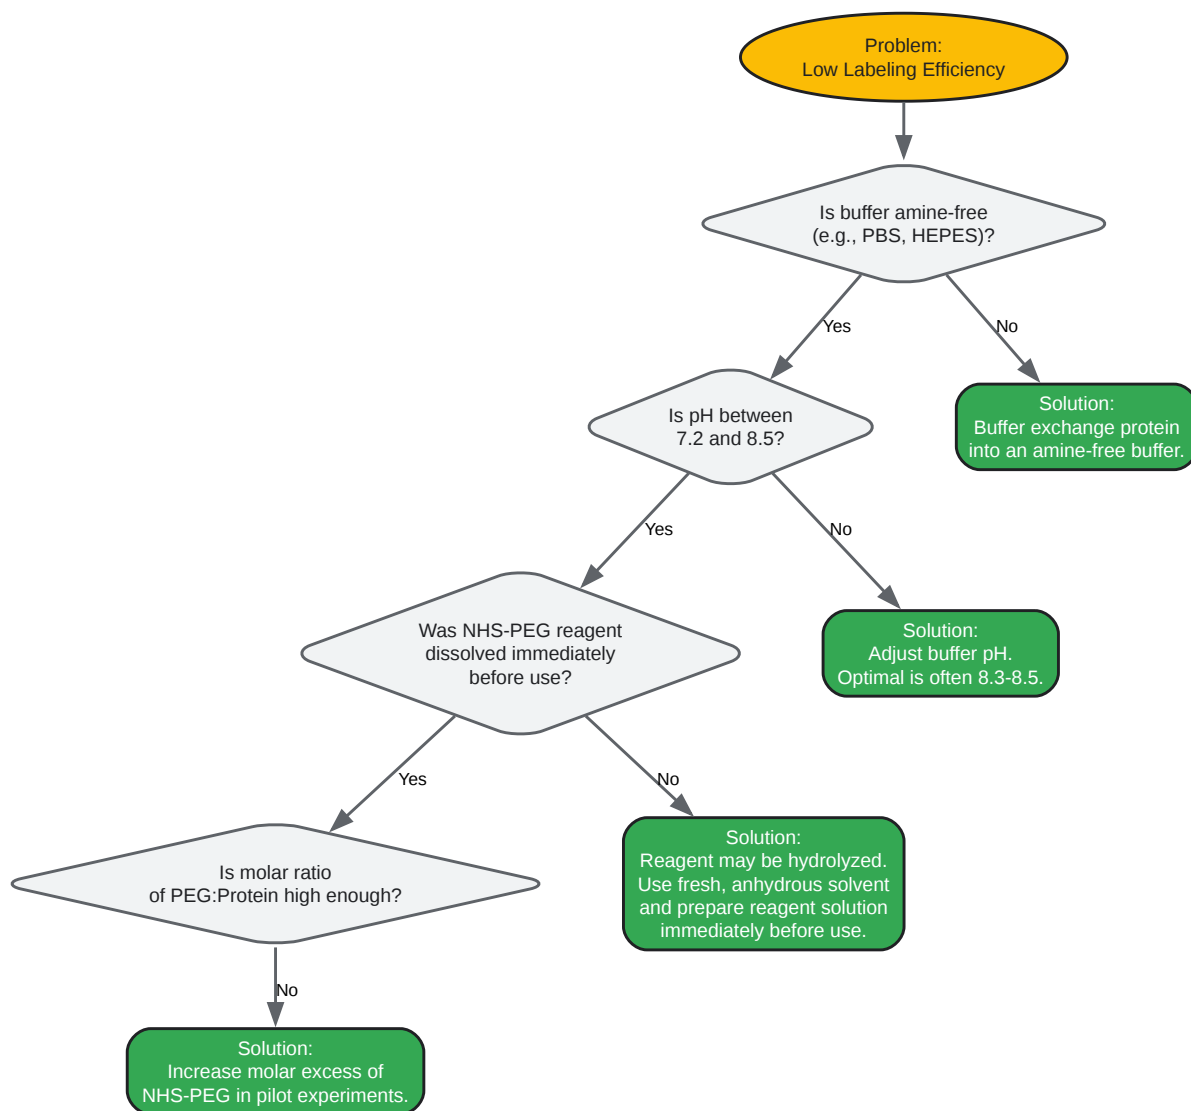 Problem:
Low Labeling Efficiency
Is buffer amine-free
(e.g., PBS, HEPES)?
Yes
No
Is pH between
7.2 and 8.5?
Solution:
Buffer exchange protein
into an amine-free buffer.
Yes
No
Was NHS-PEG reagent
dissolved immediately
before use?
Solution:
Adjust buffer pH.
Optimal is often 8.3-8.5.
Yes
No
Is molar ratio
of PEG:Protein high enough?
Solution:
Reagent may be hydrolyzed.
Use fresh, anhydrous solvent
and prepare reagent solution
immediately before use.
No
Solution:
Increase molar excess of
NHS-PEG in pilot experiments.